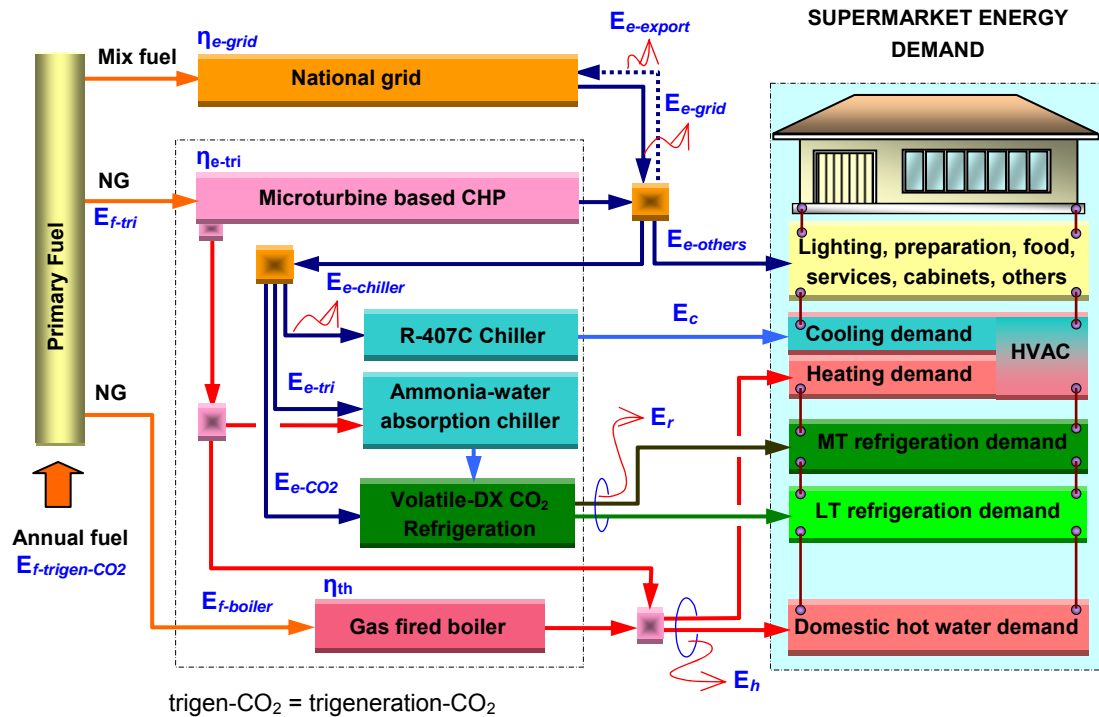 SUPERMARKET ENERGY
DEMAND
ηe-grid
Ee-export
Mix fuel
National grid
Ee-grid
ηe-tri
NG
Ef-tri
Microturbine based CHP
Ee-others
Lighting, preparation, food,
services, cabinets, others
Primary Fuel
Ee-chiller
R-407C Chiller
Ec
Cooling demand
HVAC
Heating demand
Ee-tri
Ammonia-water
absorption chiller
NG
Er
MT refrigeration demand
Ee-CO2
Volatile-DX CO₂
Refrigeration
LT refrigeration demand
Annual fuel
Ef-trigen-CO2
Ef-boiler
ηth
Gas fired boiler
Domestic hot water demand
Eh
trigen-CO₂ = trigeneration-CO₂